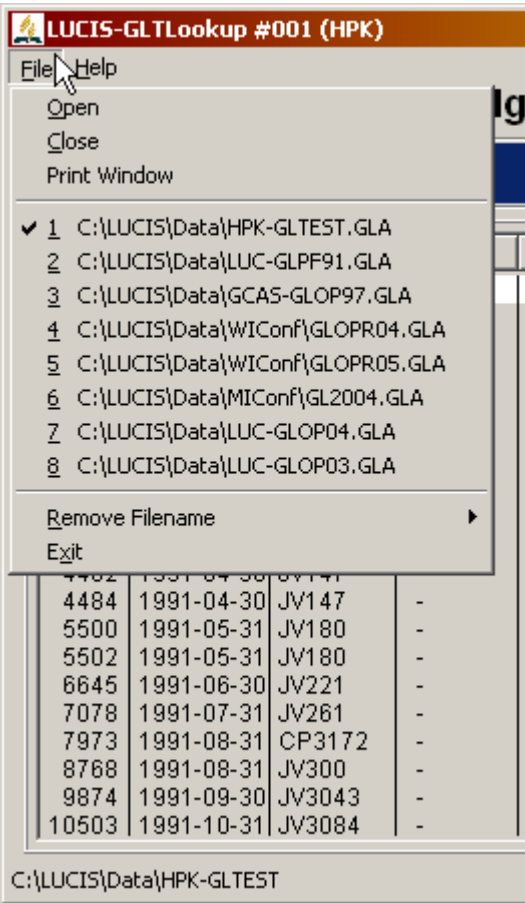 LUCIS-GLTLookup #001 (HPK)
File Help
lg
Open
Close
Print Window
✔ 1 C:\LUCIS\Data\HPK-GLTEST.GLA
2 C:\LUCIS\Data\LUC-GLPF91.GLA
3 C:\LUCIS\Data\GCAS-GLOP97.GLA
4 C:\LUCIS\Data\WIConf\GLOPR04.GLA
5 C:\LUCIS\Data\WIConf\GLOPR05.GLA
6 C:\LUCIS\Data\MIConf\GL2004.GLA
7 C:\LUCIS\Data\LUC-GLOP04.GLA
8 C:\LUCIS\Data\LUC-GLOP03.GLA
Remove Filename
Exit
4484 1991-04-30 JV147 -
5500 1991-05-31 JV180 -
5502 1991-05-31 JV180 -
6645 1991-06-30 JV221 -
7078 1991-07-31 JV261 -
7973 1991-08-31 CP3172 -
8768 1991-08-31 JV300 -
9874 1991-09-30 JV3043 -
10503 1991-10-31 JV3084 -
C:\LUCIS\Data\HPK-GLTEST